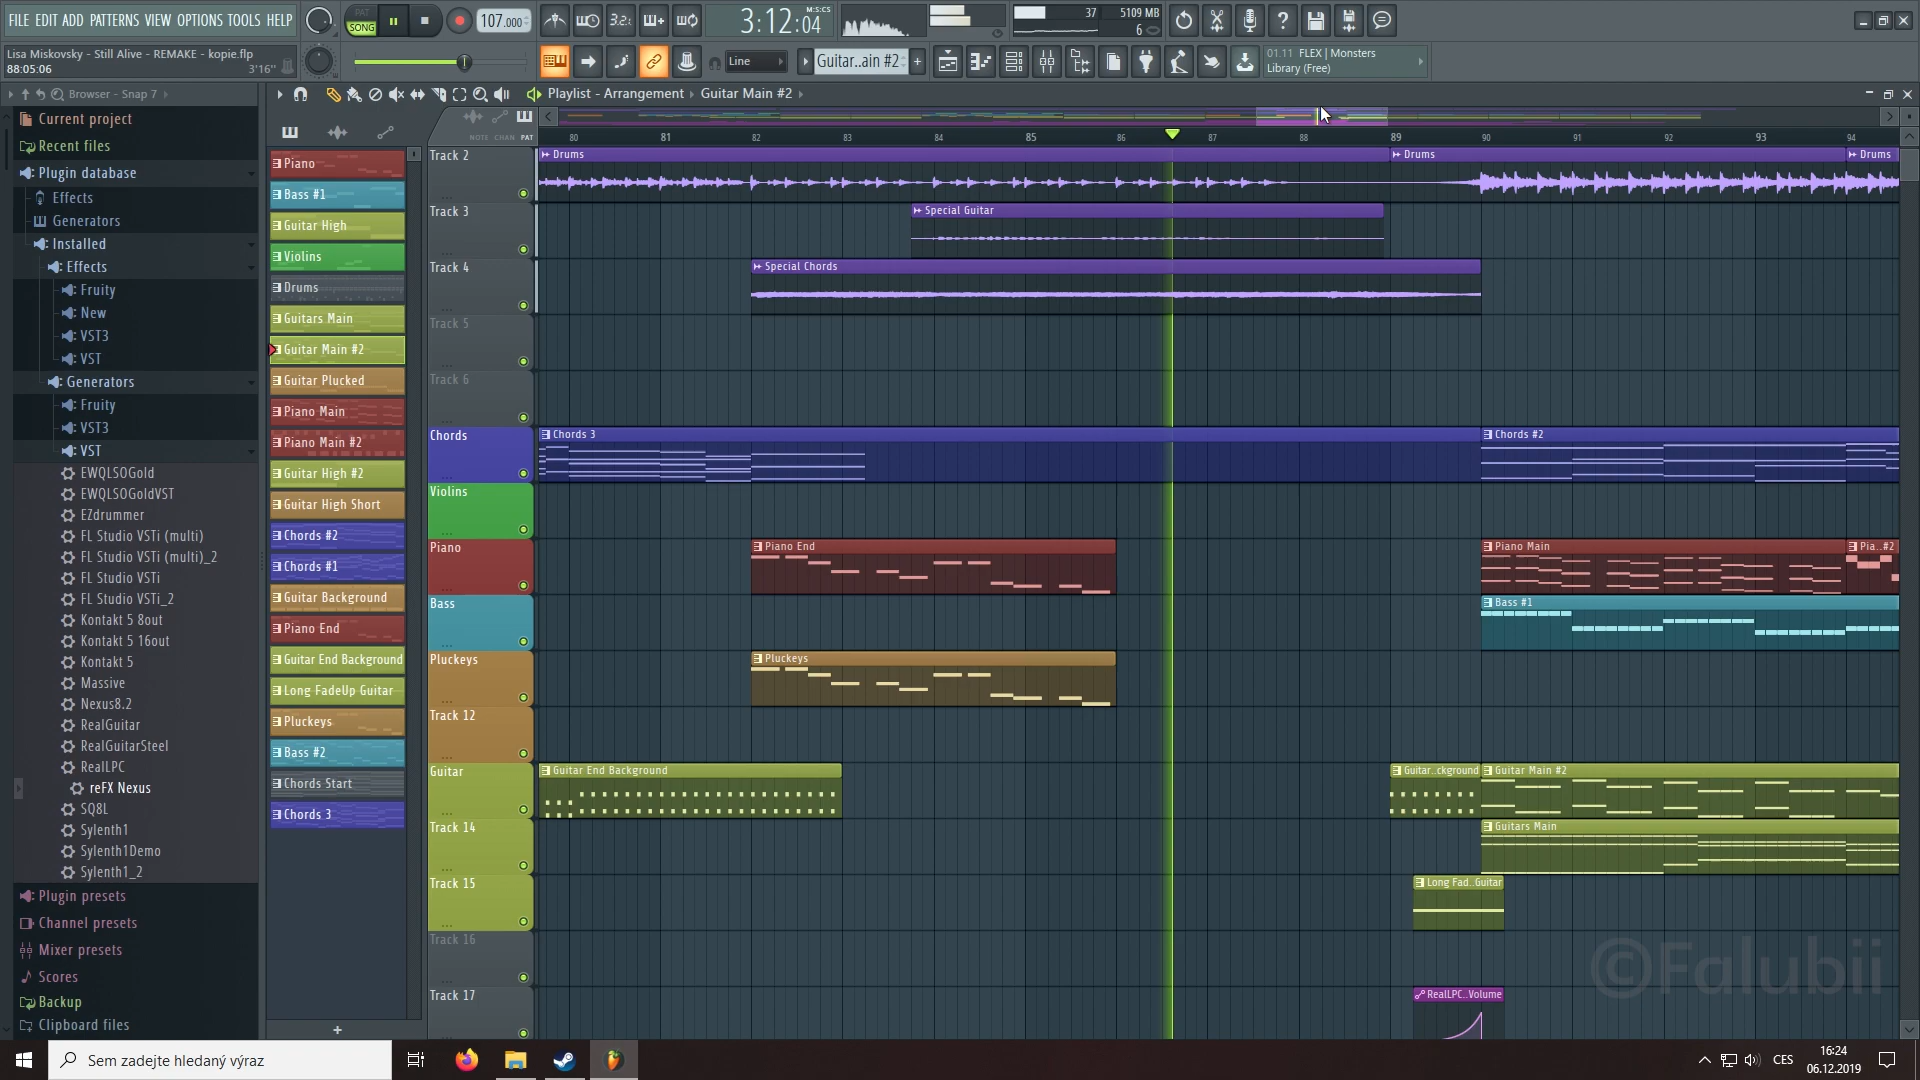 FILE EDIT ADD PATTERNS VIEW OPTIONS TOOLS HELP
PAT
SONG
107.000
3.2.
3:12:04
M:S:CS
37
5109 MB
6
Lisa Miskovsky - Still Alive - REMAKE - kopie.flp
88:05:06
3'16"
Line
Guitar..ain #2
+
01.11 FLEX | Monsters
Library (Free)
Browser - Snap 7
Playlist - Arrangement › Guitar Main #2 ›
Current project
Recent files
Plugin database
Effects
Generators
Installed
Effects
Fruity
New
VST3
VST
Generators
Fruity
VST3
VST
EWQLSOGold
EWQLSOGoldVST
EZdrummer
FL Studio VSTi (multi)
FL Studio VSTi (multi)_2
FL Studio VSTi
FL Studio VSTi_2
Kontakt 5 8out
Kontakt 5 16out
Kontakt 5
Massive
Nexus8.2
RealGuitar
RealGuitarSteel
RealLPC
reFX Nexus
SQ8L
Sylenth1
Sylenth1Demo
Sylenth1_2
Plugin presets
Channel presets
Mixer presets
Scores
Backup
Clipboard files
Piano
Bass #1
Guitar High
Violins
Drums
Guitars Main
Guitar Main #2
Guitar Plucked
Piano Main
Piano Main #2
Guitar High #2
Guitar High Short
Chords #2
Chords #1
Guitar Background
Piano End
Guitar End Background
Long FadeUp Guitar
Pluckeys
Bass #2
Chords Start
Chords 3
+
NOTE CHAN PAT
80 81 82 83 84 85 86 87 88 89 90 91 92 93 94
Track 2
Drums
Drums
Drums
Track 3
Special Guitar
Track 4
Special Chords
Track 5
Track 6
Chords
Chords 3
Chords #2
Violins
Piano
Piano End
Piano Main
Pia..#2
Bass
Bass #1
Pluckeys
Pluckeys
Track 12
Guitar
Guitar End Background
Guitar..ckground
Guitar Main #2
Track 14
Guitars Main
Track 15
Long Fad..Guitar
Track 16
Track 17
RealLPC..Volume
©Falubii
Sem zadejte hledaný výraz
CES
16:24
06.12.2019